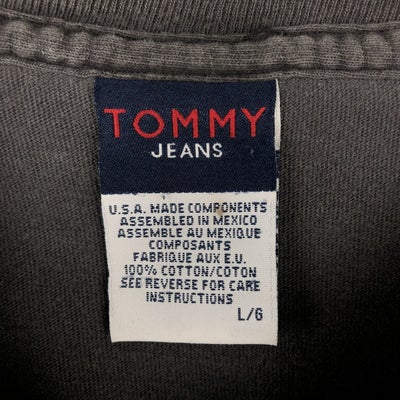 TOMMY
JEANS
U.S.A. MADE COMPONENTS
ASSEMBLED IN MEXICO
ASSEMBLE AU MEXIQUE
COMPOSANTS
FABRIQUE AUX E.U.
100% COTTON/COTON
SEE REVERSE FOR CARE
INSTRUCTIONS
L/G